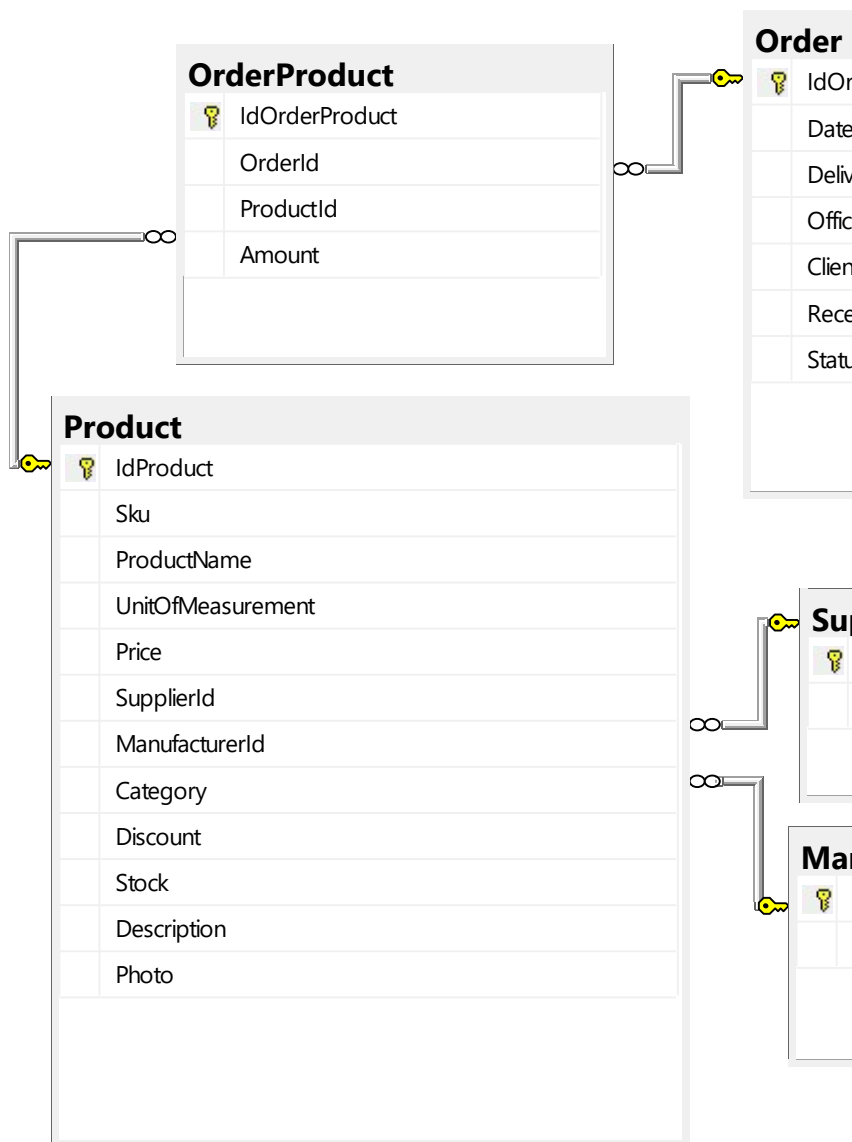 OrderProduct
IdOrderProduct
OrderId
ProductId
Amount
Order
Date
Product
IdProduct
Sku
ProductName
UnitOfMeasurement
Price
SupplierId
ManufacturerId
Category
Discount
Stock
Description
Photo